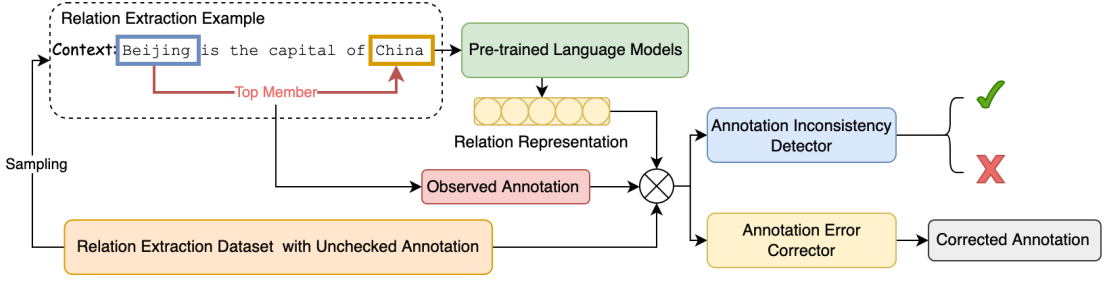 Relation Extraction Example
Context: Beijing is the capital of China
Top Member
Pre-trained Language Models
Relation Representation
Sampling
Observed Annotation
Annotation Inconsistency
Detector
Relation Extraction Dataset with Unchecked Annotation
Annotation Error
Corrector
Corrected Annotation